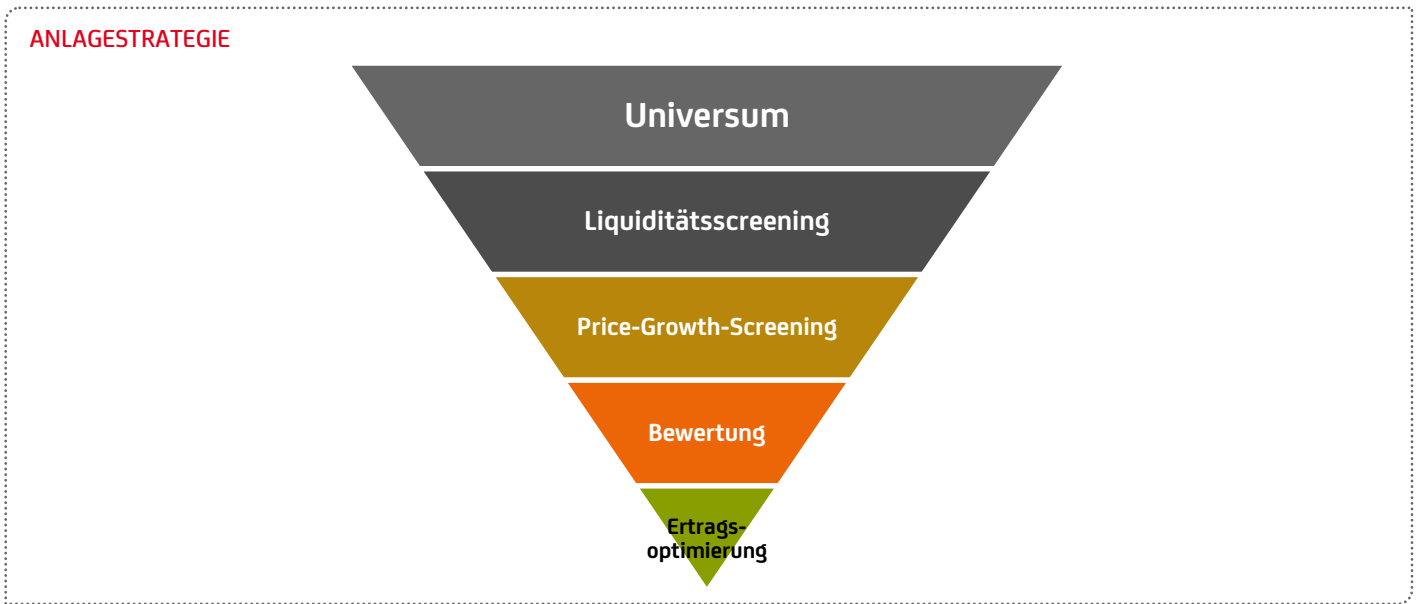 ANLAGESTRATEGIE
Universum
Liquiditätsscreening
Price-Growth-Screening
Bewertung
Ertrags-
optimierung